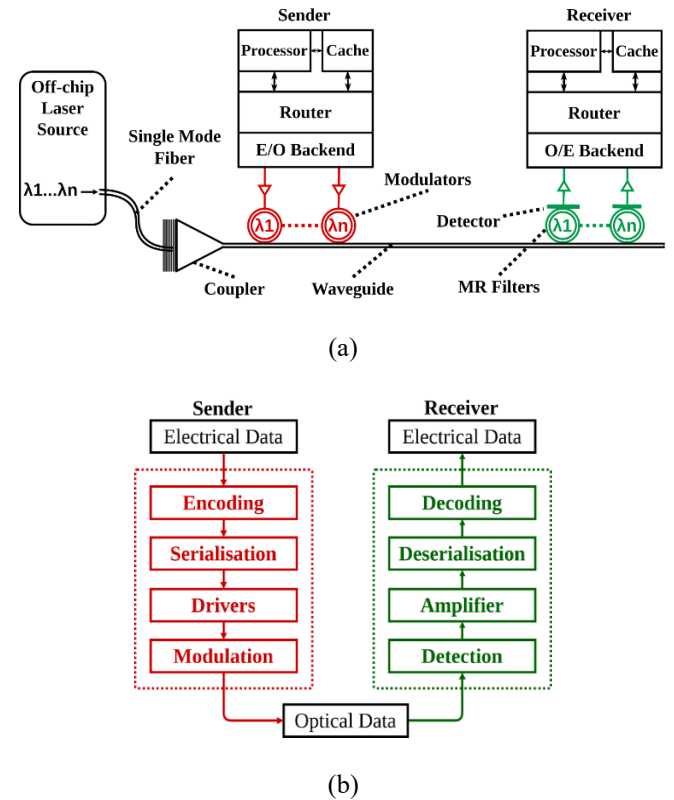 Sender
Receiver
Processor
Cache
Processor
Cache
Off-chip
Laser
Source
Router
Router
Single Mode
Fiber
E/O Backend
O/E Backend
λ1...λn
Modulators
Detector
λ1
λn
λ1
λn
Coupler
Waveguide
MR Filters
(a)
Sender
Receiver
Electrical Data
Electrical Data
Encoding
Decoding
Serialisation
Deserialisation
Drivers
Amplifier
Modulation
Detection
Optical Data
(b)